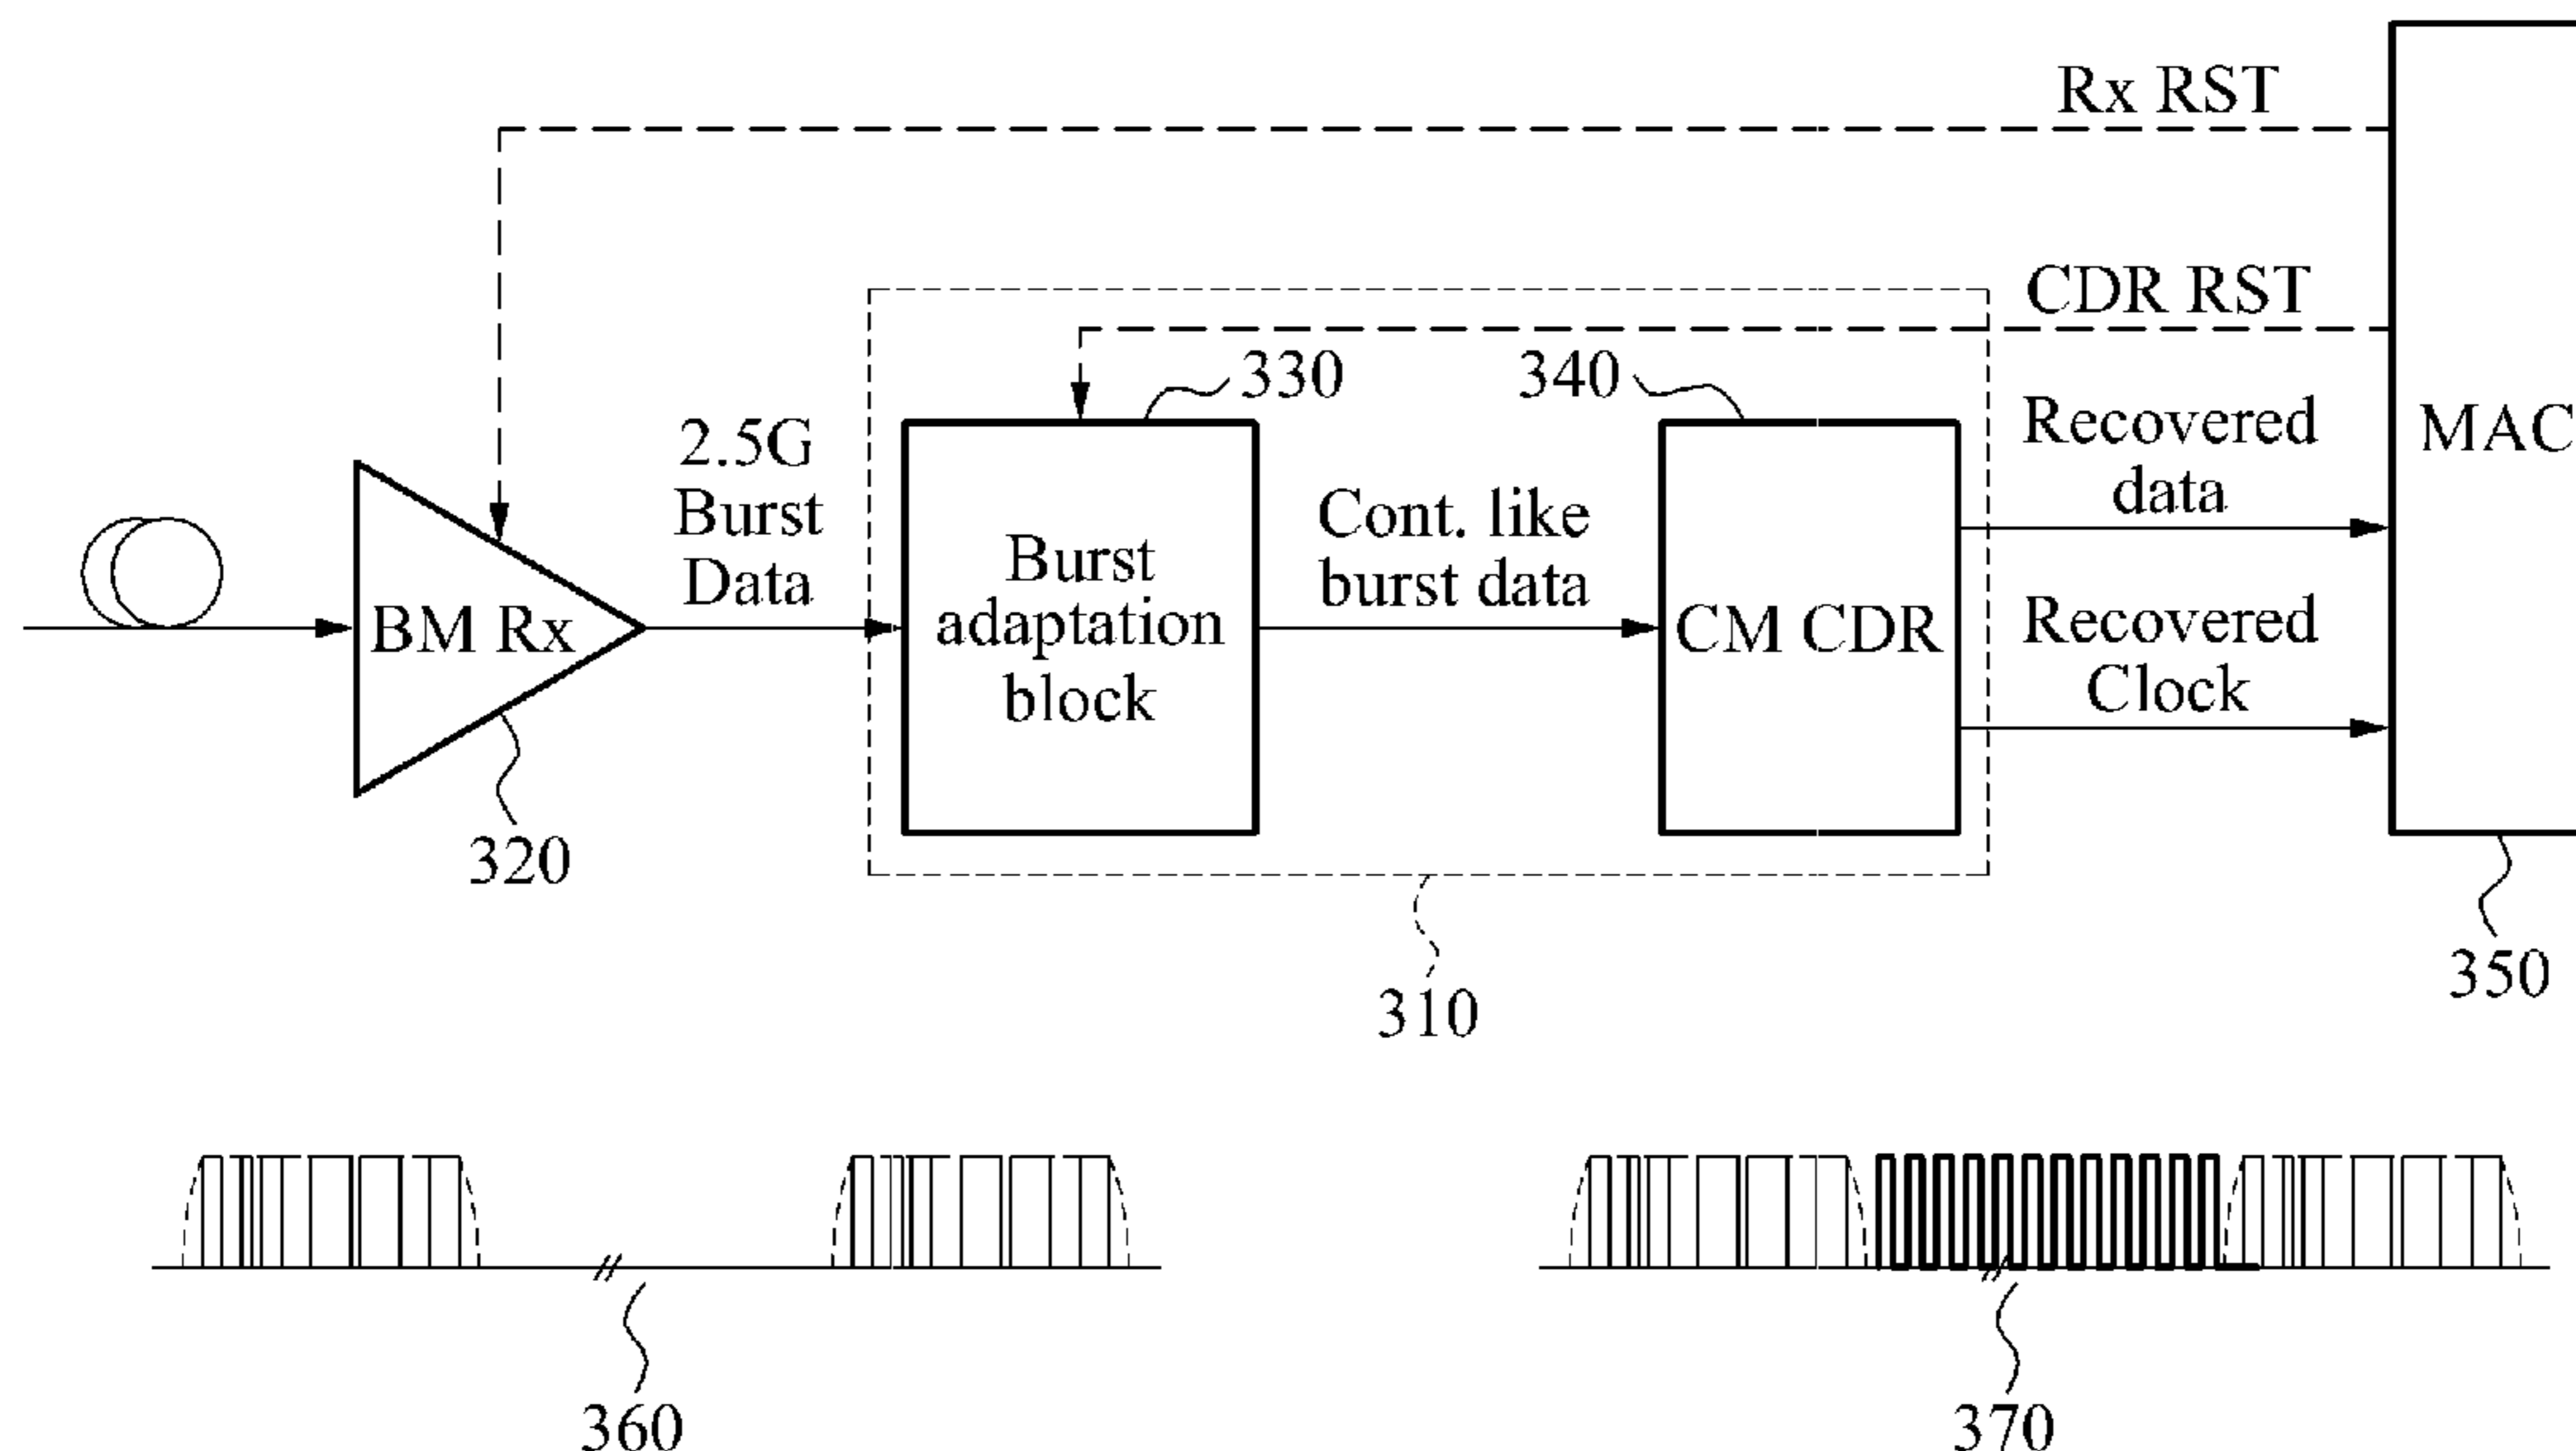 Rx RST
CDR RST
330
340
2.5G
Burst
Data
Recovered
data
MAC
Cont. like
burst data
Burst
adaptation
block
BM Rx
CM CDR
Recovered
Clock
320
350
310
360
370